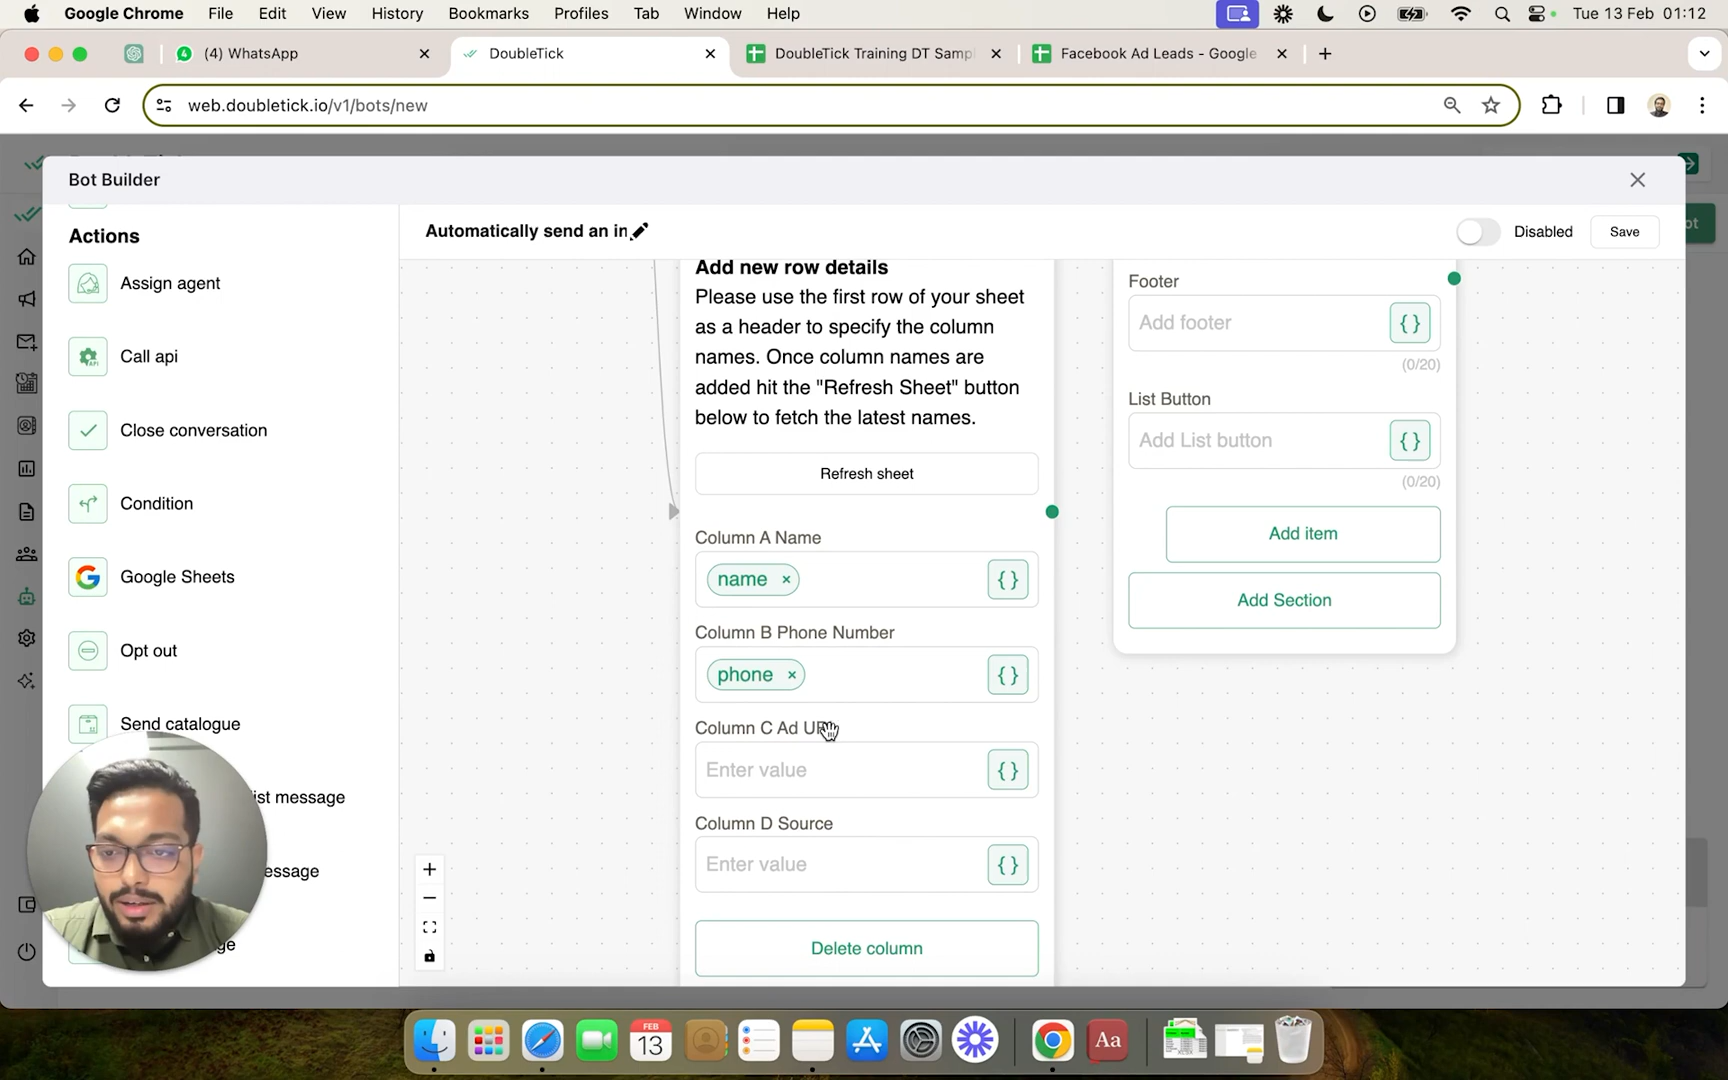 Google Chrome File Edit View History Bookmarks Profiles Tab Window Help Tue 13 Feb 01:12
(4) WhatsApp
DoubleTick
DoubleTick Training DT Samp
Facebook Ad Leads - Google
web.doubletick.io/v1/bots/new
Bot Builder
Actions
Assign agent
Call api
Close conversation
Condition
Google Sheets
Opt out
Send catalogue
ist message
essage
ge
Automatically send an in
Disabled
Save
Add new row details
Please use the first row of your sheet
as a header to specify the column
names. Once column names are
added hit the "Refresh Sheet" button
below to fetch the latest names.
Refresh sheet
Column A Name
name × { }
Column B Phone Number
phone × { }
Column C Ad
Enter value { }
Column D Source
Enter value { }
Delete column
Footer
Add footer { }
(0/20)
List Button
Add List button { }
(0/20)
Add item
Add Section
ot
FEB
13
Aa